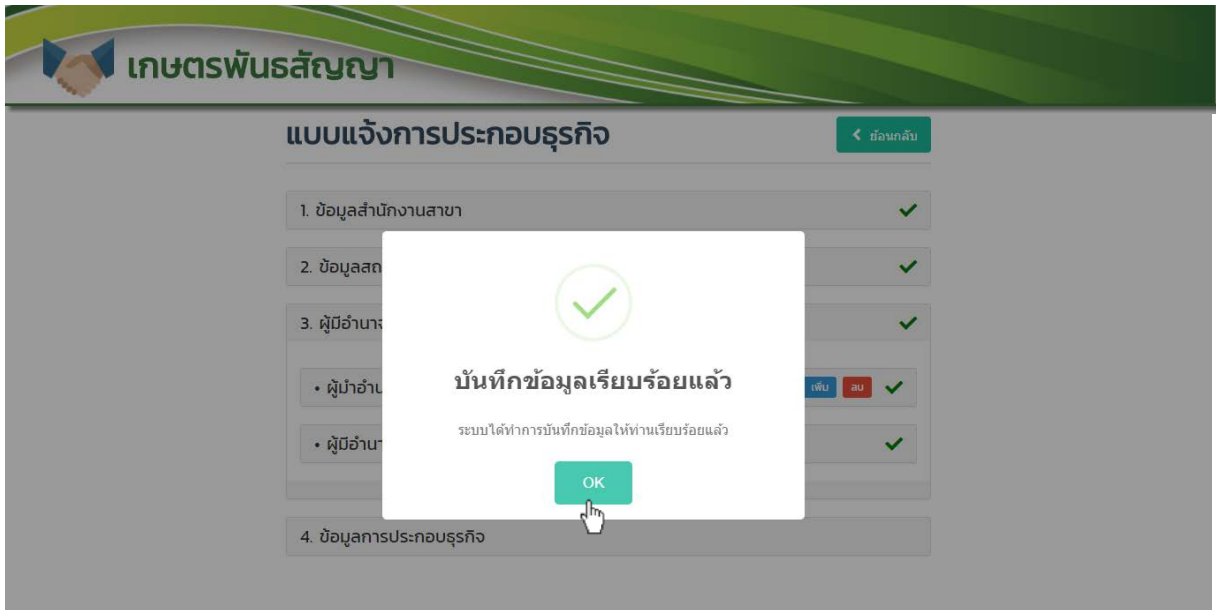 เกษตรพันธสัญญา
แบบแจ้งการประกอบธุรกิจ
ย้อนกลับ
1. ข้อมูลสำนักงานสาขา
2. ข้อมูลสถ
3. ผู้มีอำนาจ
• ผู้มำอำน
เพิ่ม ลบ
• ผู้มีอำนา
บันทึกข้อมูลเรียบร้อยแล้ว
ระบบได้ทำการบันทึกข้อมูลให้ท่านเรียบร้อยแล้ว
OK
4. ข้อมูลการประกอบธุรกิจ